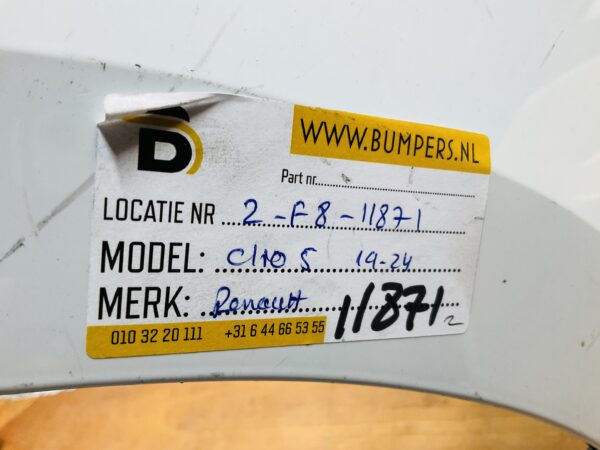 B
WWW.BUMPERS.NL
Part nr
LOCATIE NR 2-F8-11871
MODEL: Clio 5 19-24
MERK: Renault 11871 2
010 32 20 111 +31 6 44 66 53 55